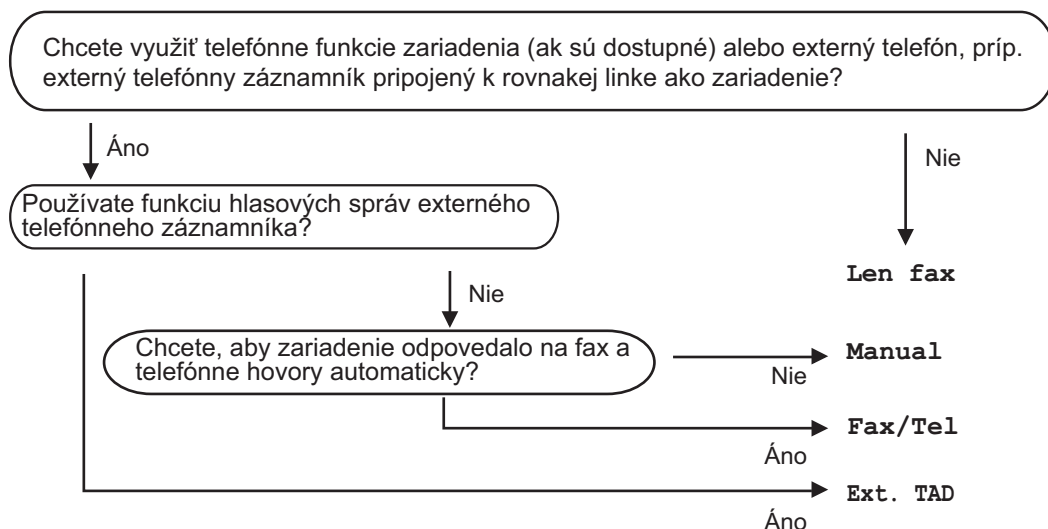 Chcete využiť telefónne funkcie zariadenia (ak sú dostupné) alebo externý telefón, príp.
externý telefónny záznamník pripojený k rovnakej linke ako zariadenie?
Áno
Nie
Používate funkciu hlasových správ externého
telefónneho záznamníka?
Len fax
Nie
Chcete, aby zariadenie odpovedalo na fax a
telefónne hovory automaticky?
Manual
Nie
Fax/Tel
Áno
Ext. TAD
Áno